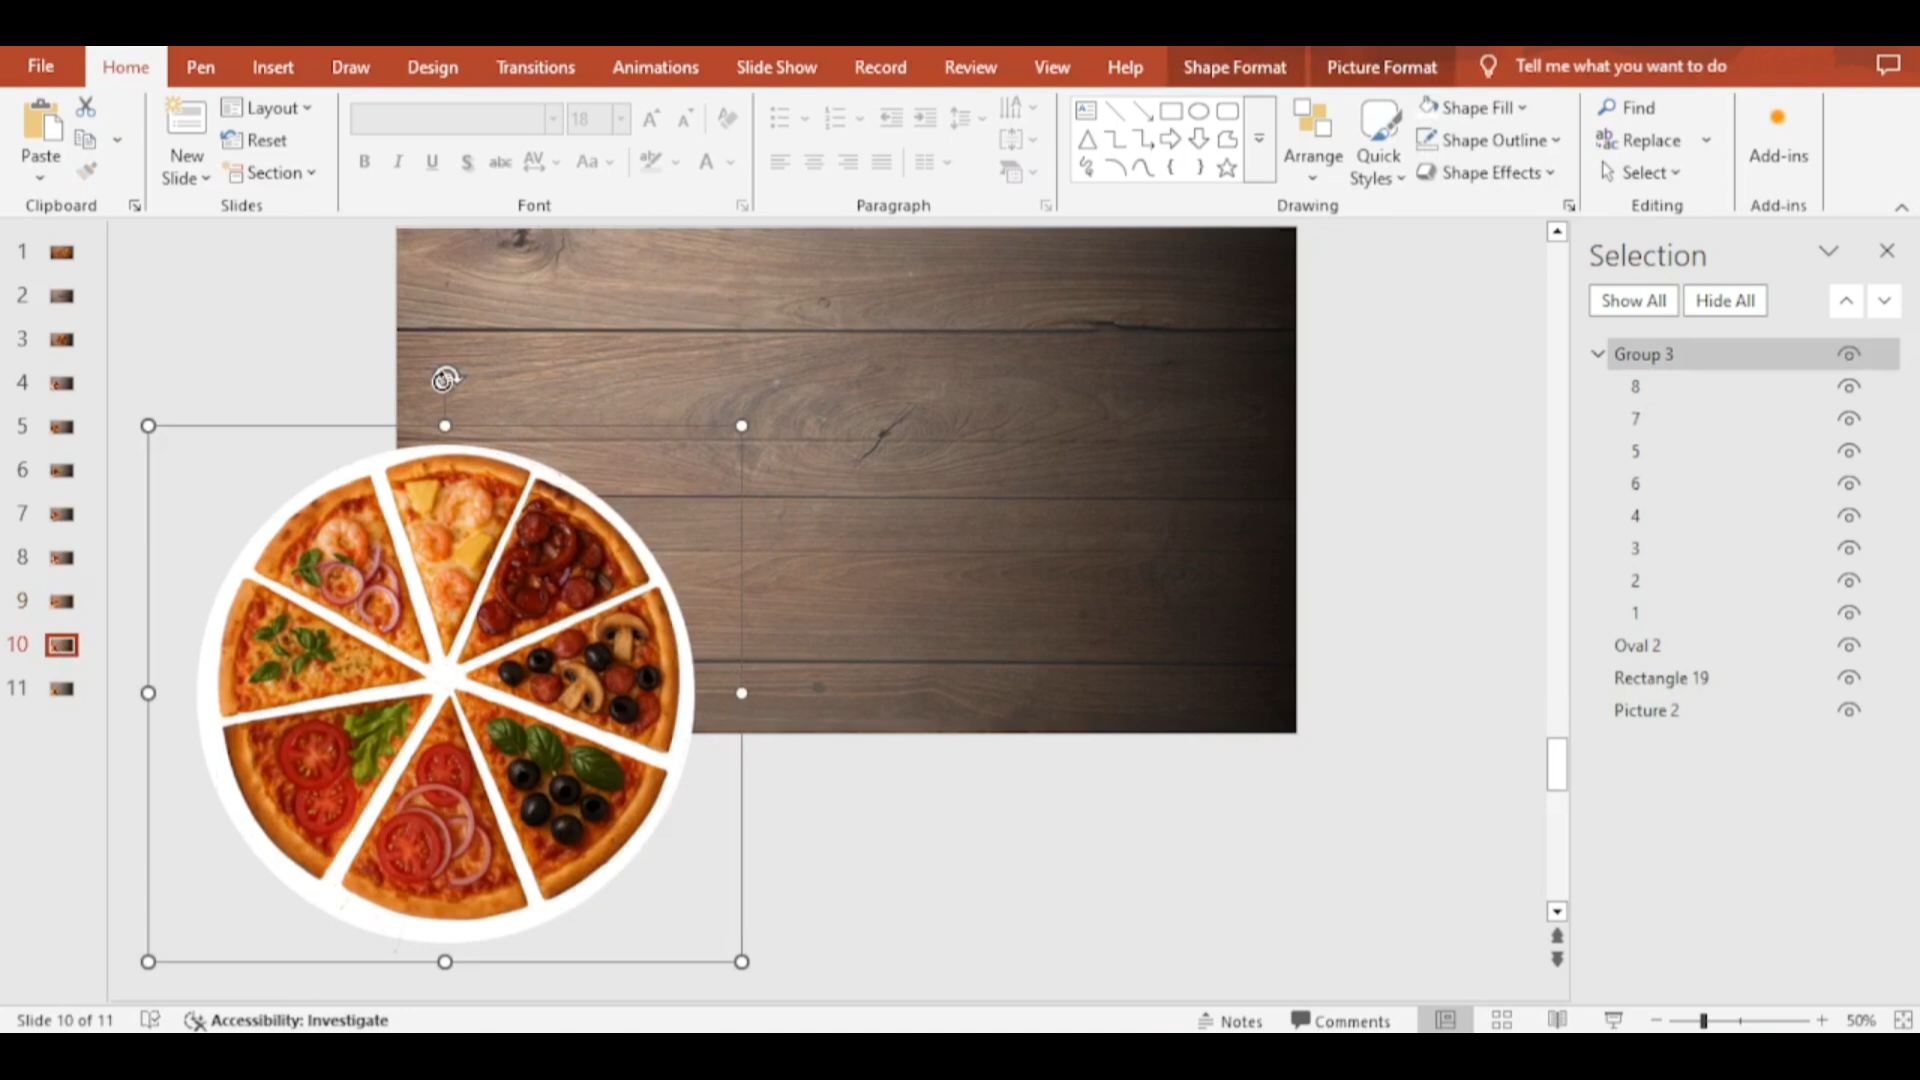 File Home Pen Insert Draw Design Transitions Animations Slide Show Record Review View Help Shape Format Picture Format Tell me what you want to do
Paste
New
Slide
Layout
Reset
Section
18
B I U S abc AV Aa A
Arrange
Quick
Styles
Shape Fill
Shape Outline
Shape Effects
Find
Replace
Select
Add-ins
Clipboard Slides Font Paragraph Drawing Editing Add-ins
1
2
3
4
5
6
7
8
9
10
11
Selection
Show All Hide All
Group 3
8
7
5
6
4
3
2
1
Oval 2
Rectangle 19
Picture 2
Slide 10 of 11 Accessibility: Investigate Notes Comments 50%